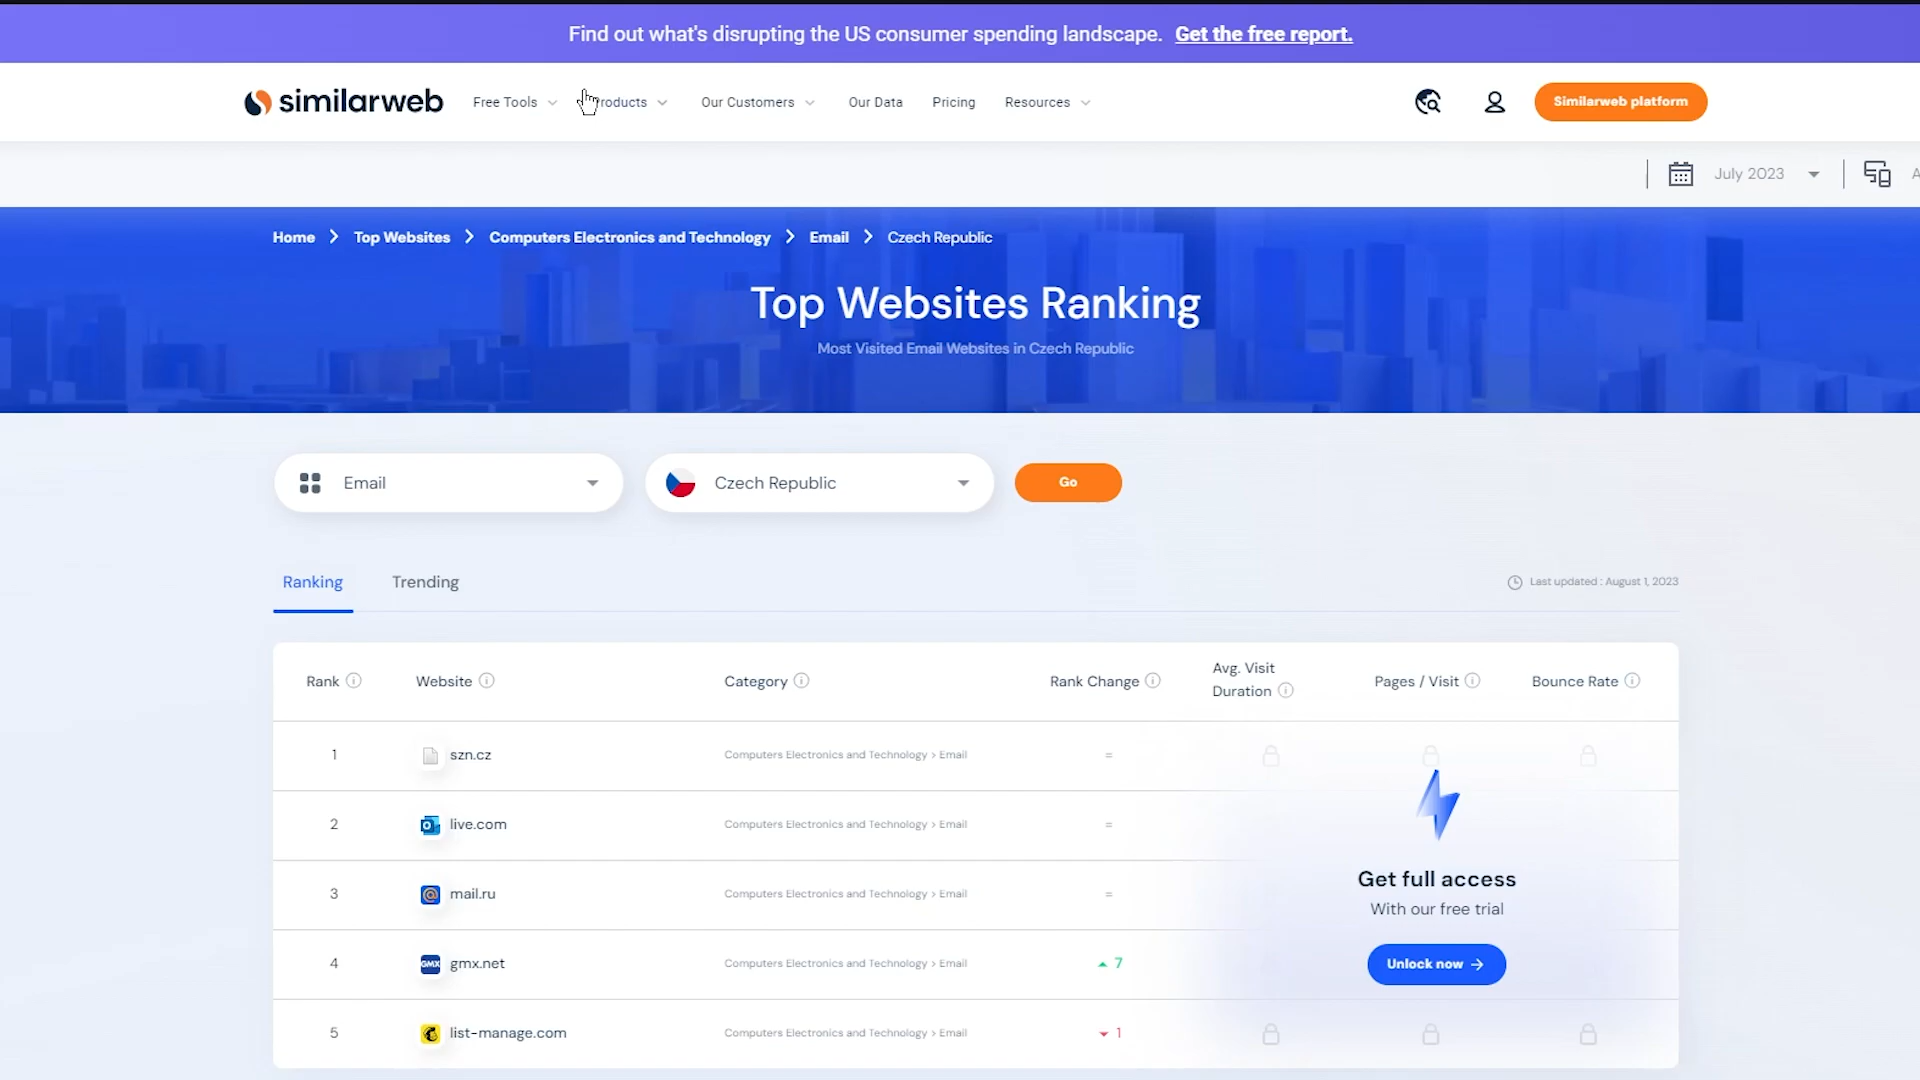 Find out what's disrupting the US consumer spending landscape. Get the free report.
similarweb Free Tools Products Our Customers Our Data Pricing Resources Similarweb platform
July 2023
Home > Top Websites > Computers Electronics and Technology > Email > Czech Republic
Top Websites Ranking
Most Visited Email Websites in Czech Republic
Email Czech Republic Go
Ranking Trending Last updated : August 1, 2023
Rank Website Category Rank Change Avg. Visit Duration Pages / Visit Bounce Rate
1 szn.cz Computers Electronics and Technology > Email =
2 live.com Computers Electronics and Technology > Email =
3 mail.ru Computers Electronics and Technology > Email =
4 GMX gmx.net Computers Electronics and Technology > Email 7
5 list-manage.com Computers Electronics and Technology > Email 1
Get full access
With our free trial
Unlock now →